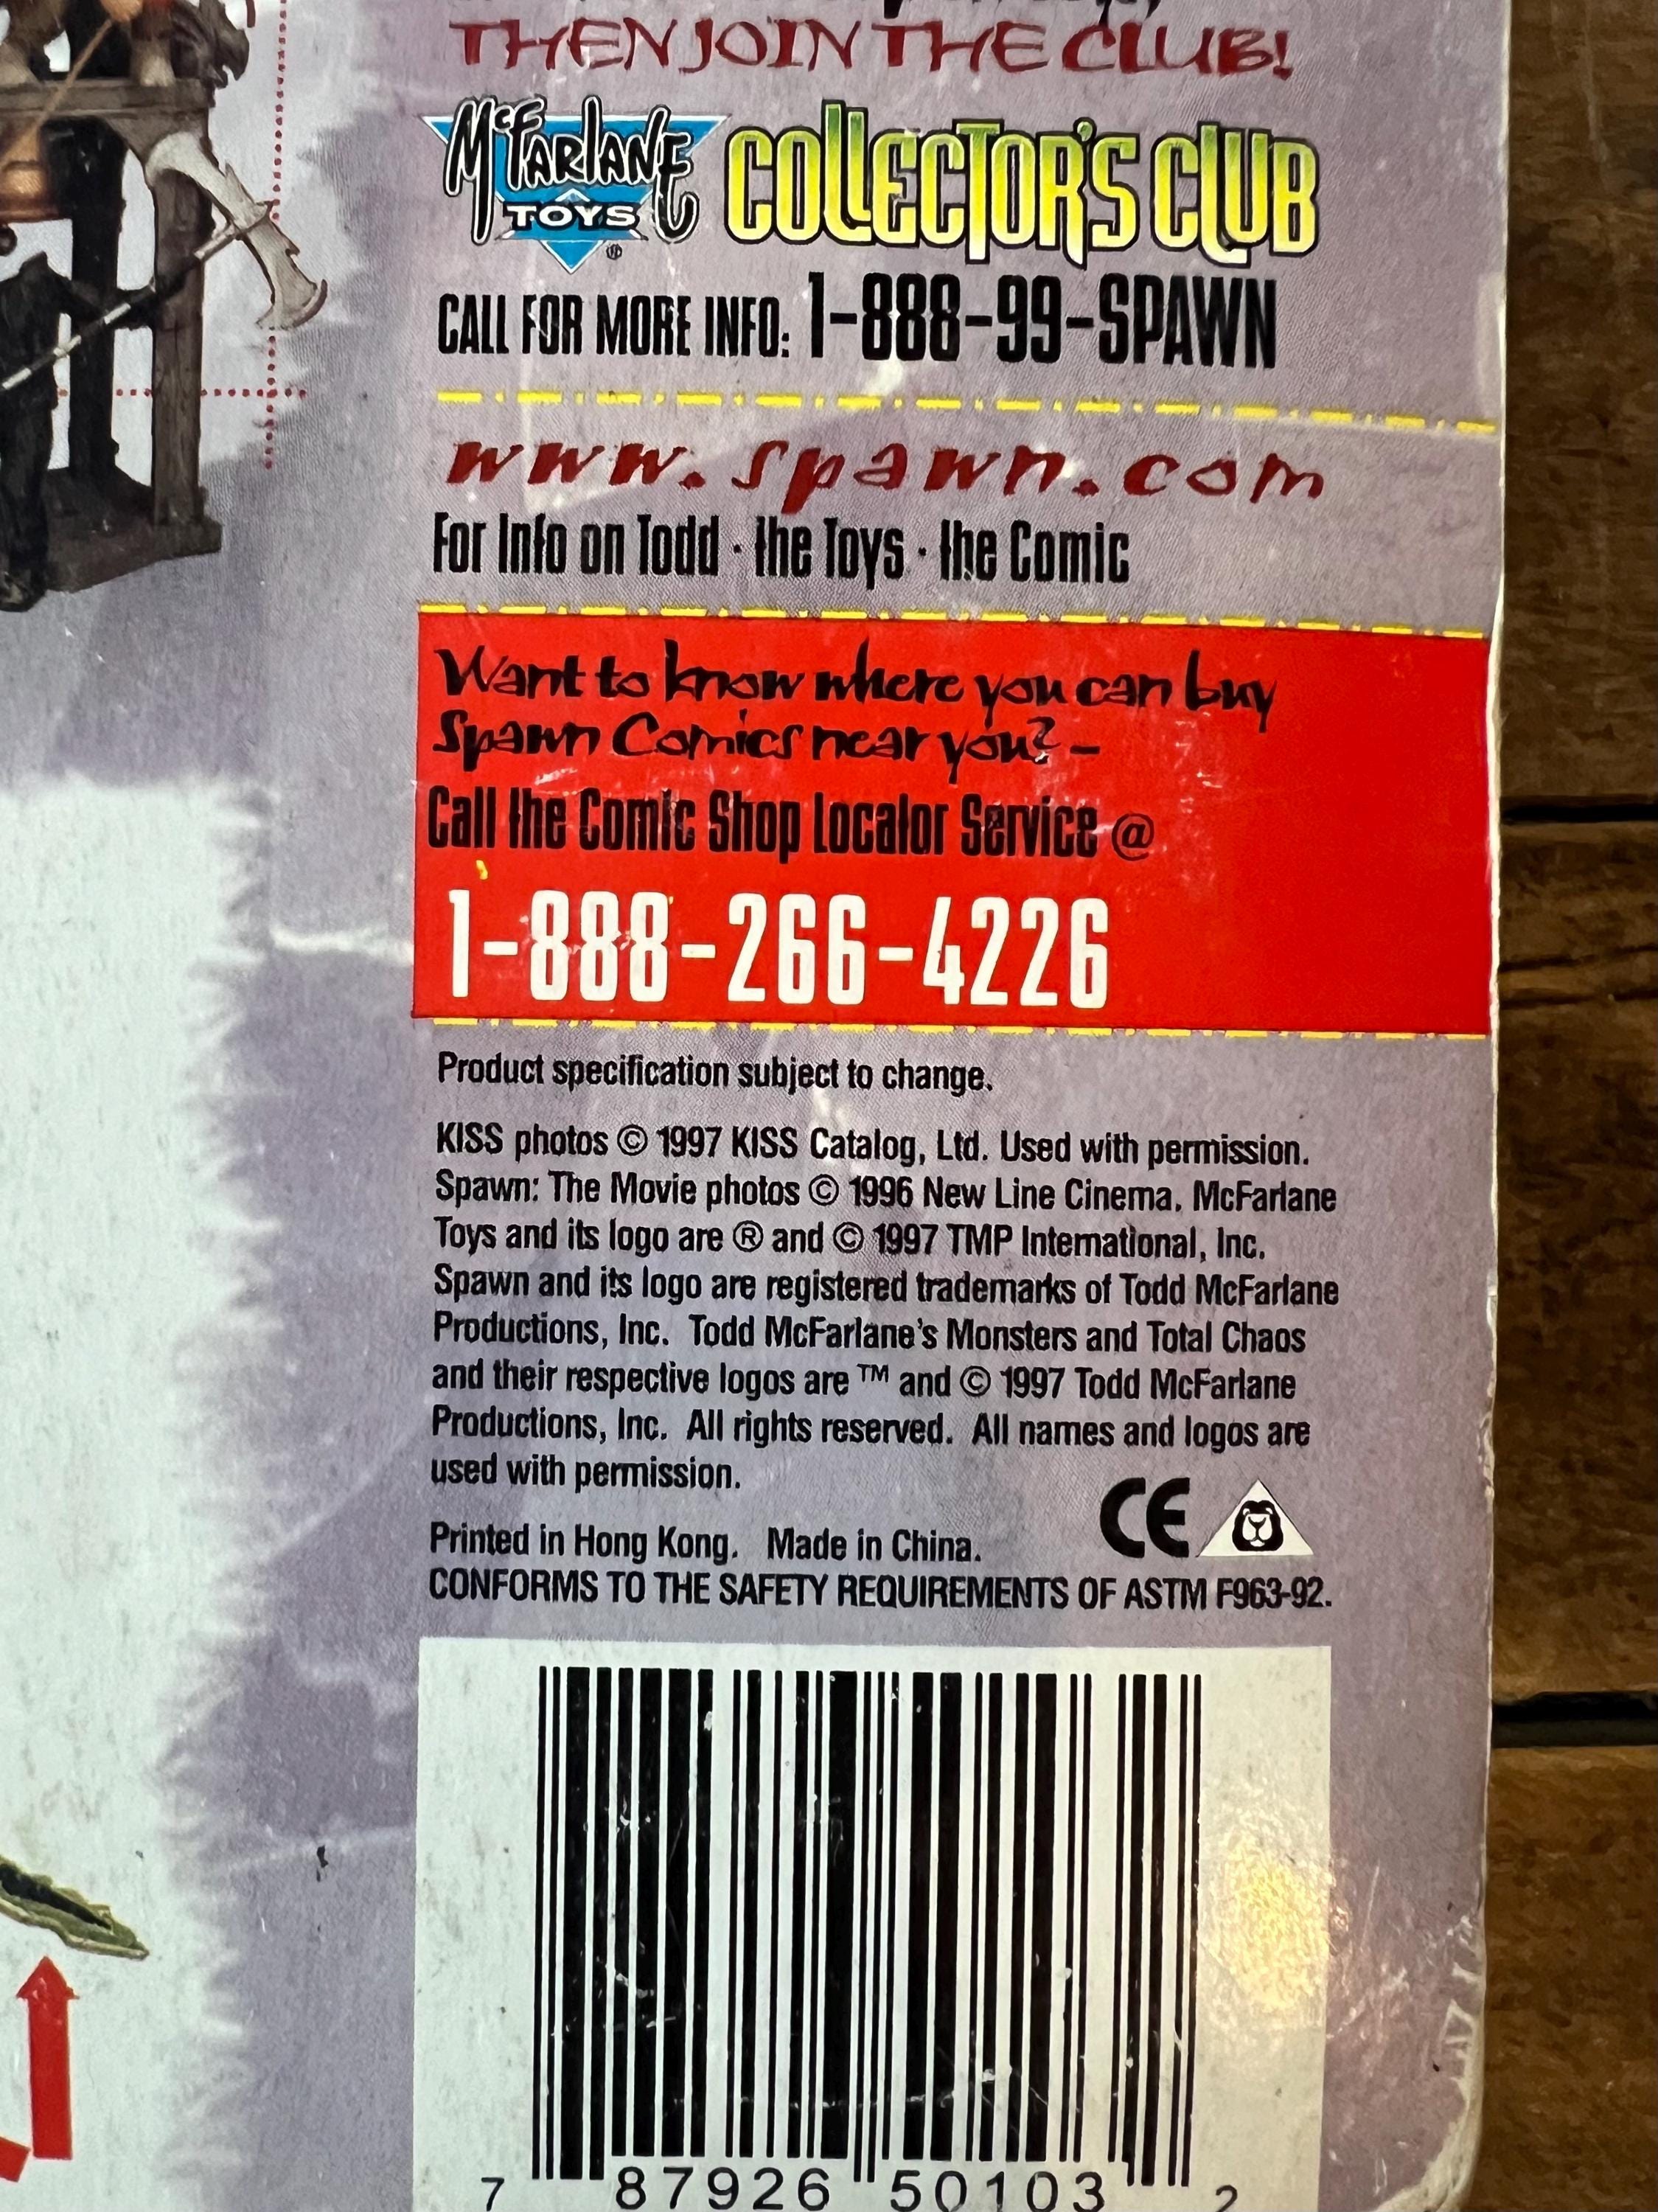 THEN JOIN THE CLUB!
McFARLANE TOYS ® COLLECTOR'S CLUB
CALL FOR MORE INFO: 1-888-99-SPAWN
www.spawn.com
For Info on Todd · the Toys · the Comic
Want to know where you can buy
Spawn Comics near you? –
Call the Comic Shop Locator Service @
1-888-266-4226
Product specification subject to change.
KISS photos © 1997 KISS Catalog, Ltd. Used with permission.
Spawn: The Movie photos © 1996 New Line Cinema, McFarlane
Toys and its logo are ® and © 1997 TMP International, Inc.
Spawn and its logo are registered trademarks of Todd McFarlane
Productions, Inc. Todd McFarlane's Monsters and Total Chaos
and their respective logos are ™ and © 1997 Todd McFarlane
Productions, Inc. All rights reserved. All names and logos are
used with permission.
Printed in Hong Kong. Made in China. CE
CONFORMS TO THE SAFETY REQUIREMENTS OF ASTM F963-92.
7 87926 50103 2